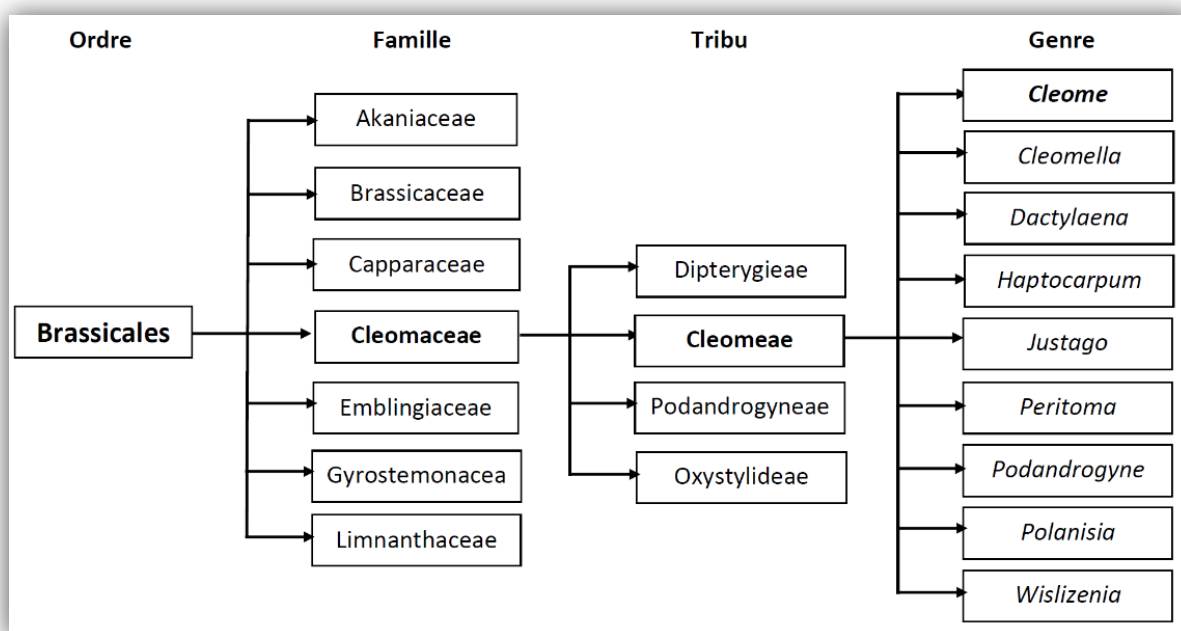 Ordre
Famille
Tribu
Genre
Brassicales
Akaniaceae
Brassicaceae
Capparaceae
Cleomaceae
Emblingiaceae
Gyrostemonacea
Limnanthaceae
Dipterygieae
Cleomeae
Podandrogyneae
Oxystylideae
Cleome
Cleomella
Dactylaena
Haptocarpum
Justago
Peritoma
Podandrogyne
Polanisia
Wislizenia